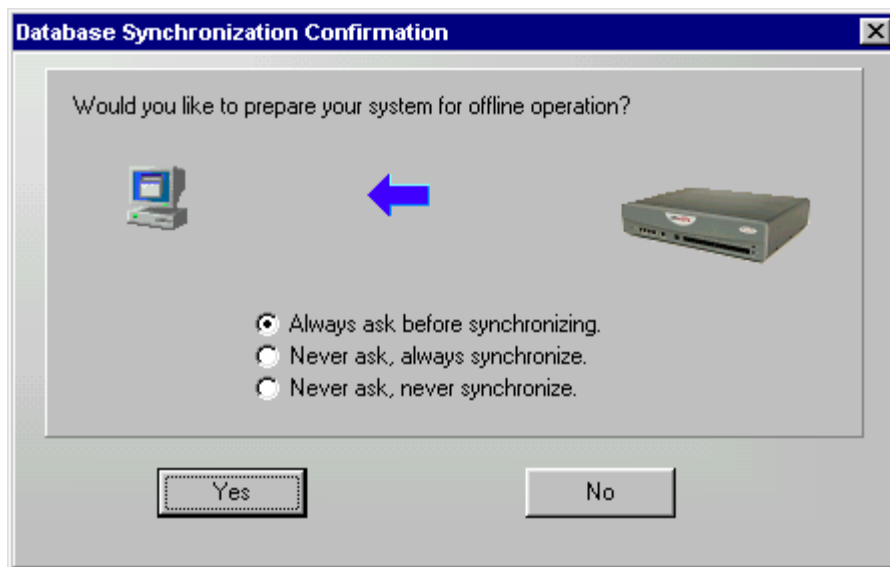 Database Synchronization Confirmation
Would you like to prepare your system for offline operation?
Always ask before synchronizing.
Never ask, always synchronize.
Never ask, never synchronize.
Yes
No